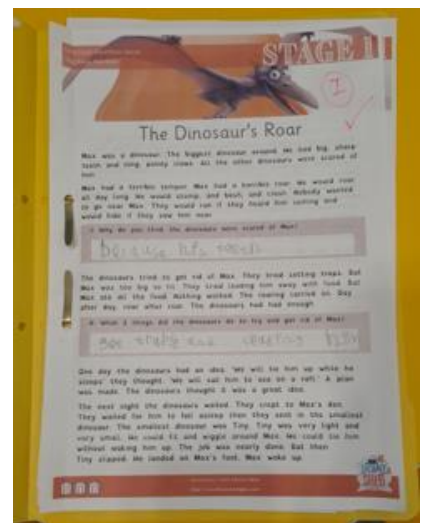 STAGE 1
1
The Dinosaur's Roar
Max was a dinosaur. The biggest dinosaur around. He had big, sharp
teeth and long, pointy claws. All the other dinosaurs were scared of
him.
Max had a terrible temper. Max had a horrible roar. He would roar
all day long. He would stomp, and bash, and crash. Nobody wanted
to go near Max. They would run if they heard him coming and
would hide if they saw him near.
Why do you think the dinosaurs were scared of Max?
because his teeth
The dinosaurs tried to get rid of Max. They tried setting traps. But
Max was too big to fit. They tried leading him away with food. But
Max ate all the food. Nothing worked. The roaring carried on. Day
after day, roar after roar. The dinosaurs had had enough.
What 2 things did the dinosaurs do to try and get rid of Max?
traps and leading him
One day the dinosaurs had an idea. 'We will tie him up while he
sleeps' they thought. 'We will sail him to sea on a raft.' A plan
was made. The dinosaurs thought it was a great idea.
The next night the dinosaurs waited. They crept to Max's den.
They waited for him to fall asleep then they sent in the smallest
dinosaur. The smallest dinosaur was Tiny. Tiny was very light and
very small. He could fit and wiggle around Max. He could tie him
without waking him up. The job was nearly done. But then
Tiny slipped. He landed on Max's foot. Max woke up.